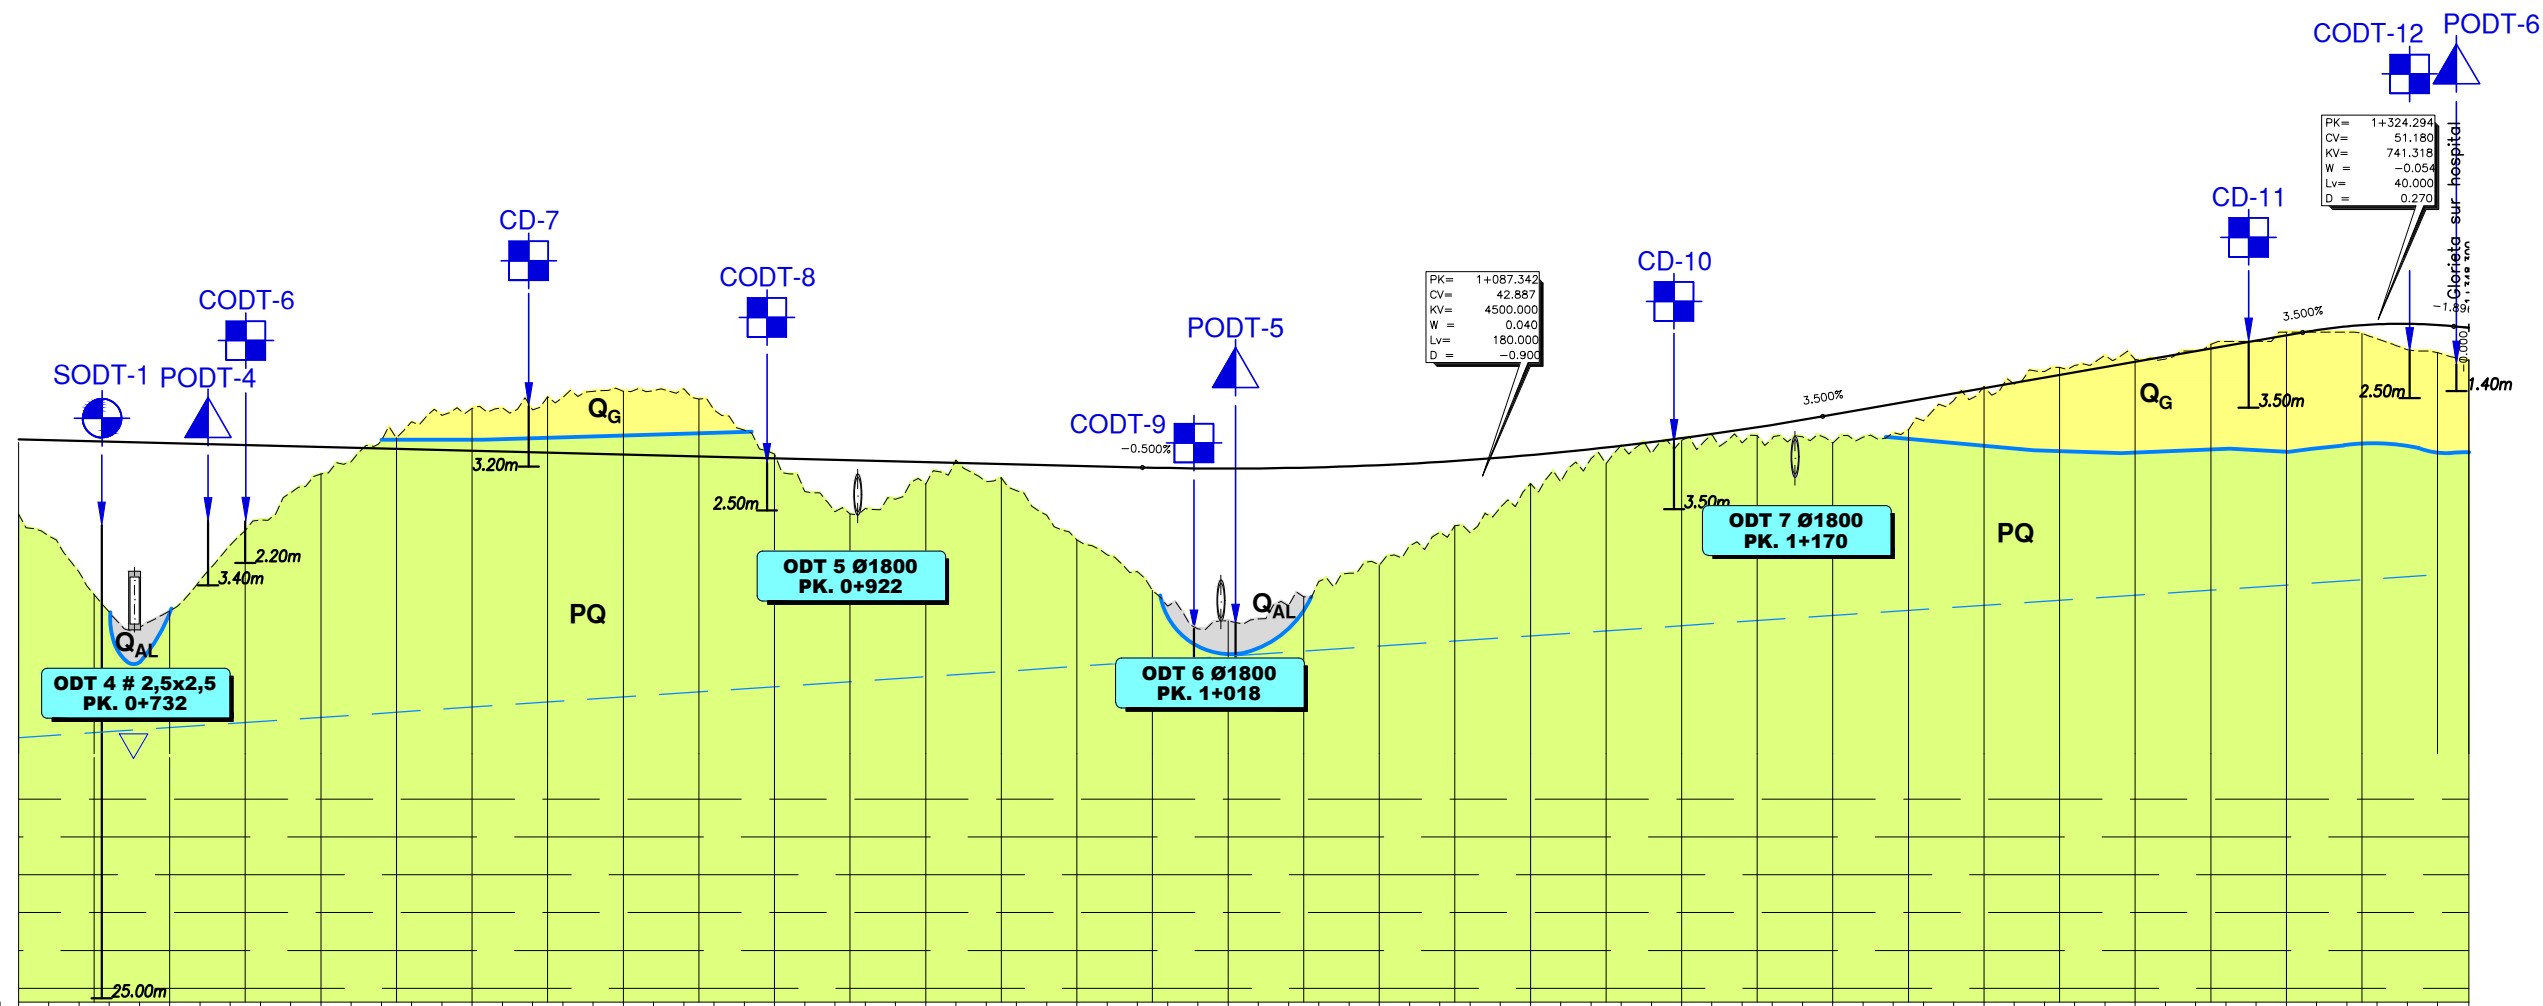 CODT-12
PODT-6
PK= 1+324.294
CV= 51.180
KV= 741.318
W = -0.054
Lv= 40.000
D = 0.270
Glorieta sur hospital
CD-11
CD-7
CODT-8
CD-10
CODT-6
PK= 1+087.342
CV= 42.887
KV= 4500.000
W = 0.040
Lv= 180.000
D = -0.900
3.500%
PODT-5
SODT-1
PODT-4
CODT-9
-0.500%
3.500%
QG
QG
1.40m
2.50m
3.50m
3.20m
2.50m
3.50m
2.20m
3.40m
ODT 7 Ø1800
PK. 1+170
PQ
ODT 5 Ø1800
PK. 0+922
PQ
QAL
QAL
ODT 4 # 2,5x2,5
PK. 0+732
ODT 6 Ø1800
PK. 1+018
25.00m